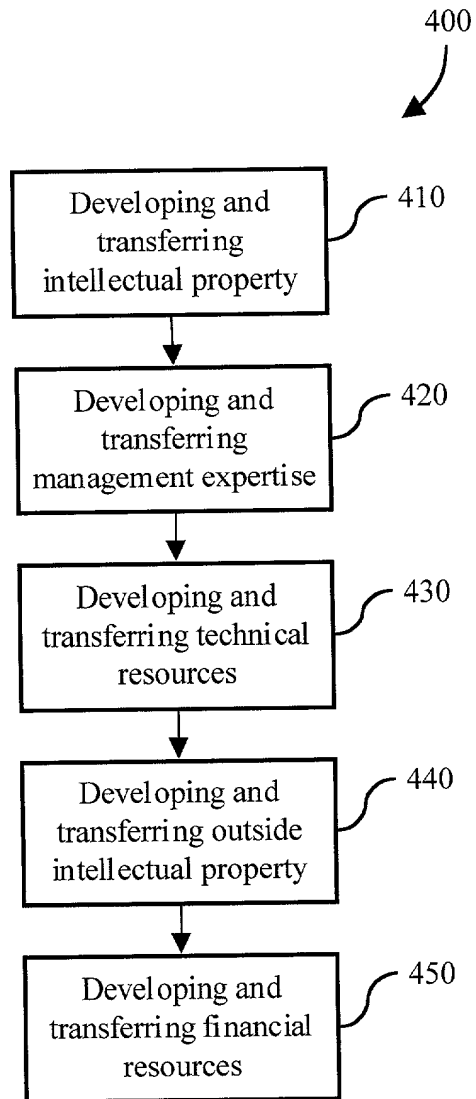 400
Developing and
transferring
intellectual property
410
Developing and
transferring
management expertise
420
Developing and
transferring technical
resources
430
Developing and
transferring outside
intellectual property
440
Developing and
transferring financial
resources
450